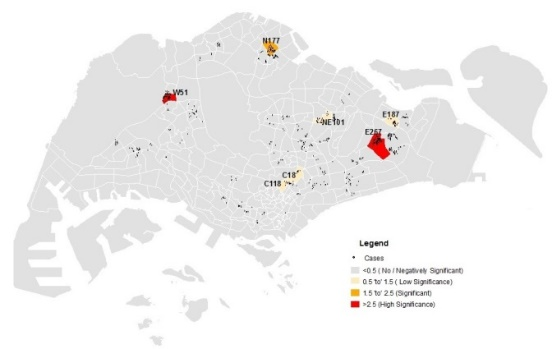 N177
W51
E187
NE101
E267
C18
C118
Legend
Cases
<0.5 ( No / Negatively Significant)
0.5 'to' 1.5 ( Low Significance)
1.5 'to' 2.5 (Significant)
>2.5 (High Significance)